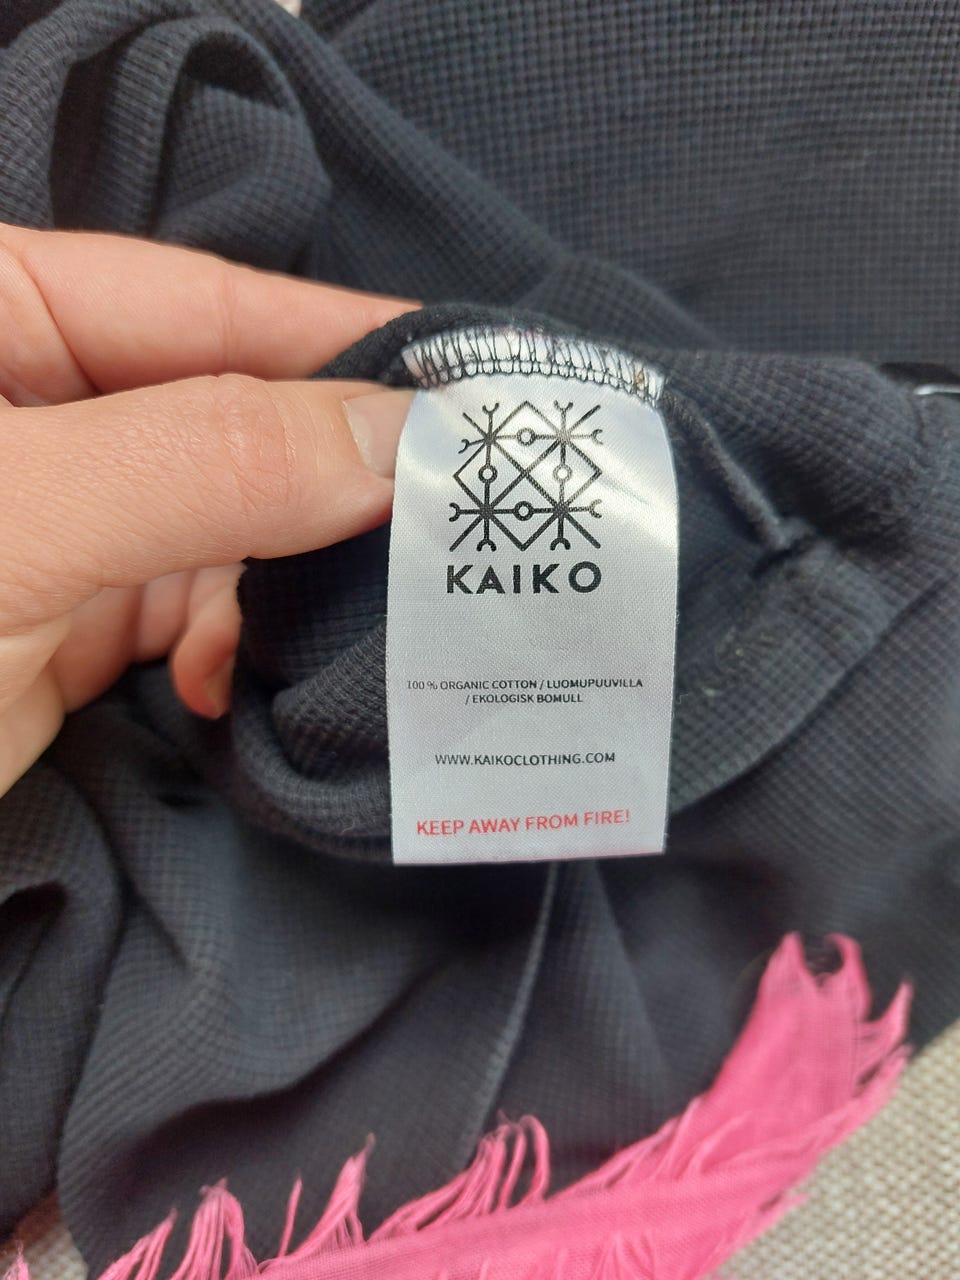 KAIKO
100 % ORGANIC COTTON / LUOMUPUUVILLA
/ EKOLOGISK BOMULL
WWW.KAIKOCLOTHING.COM
KEEP AWAY FROM FIRE!